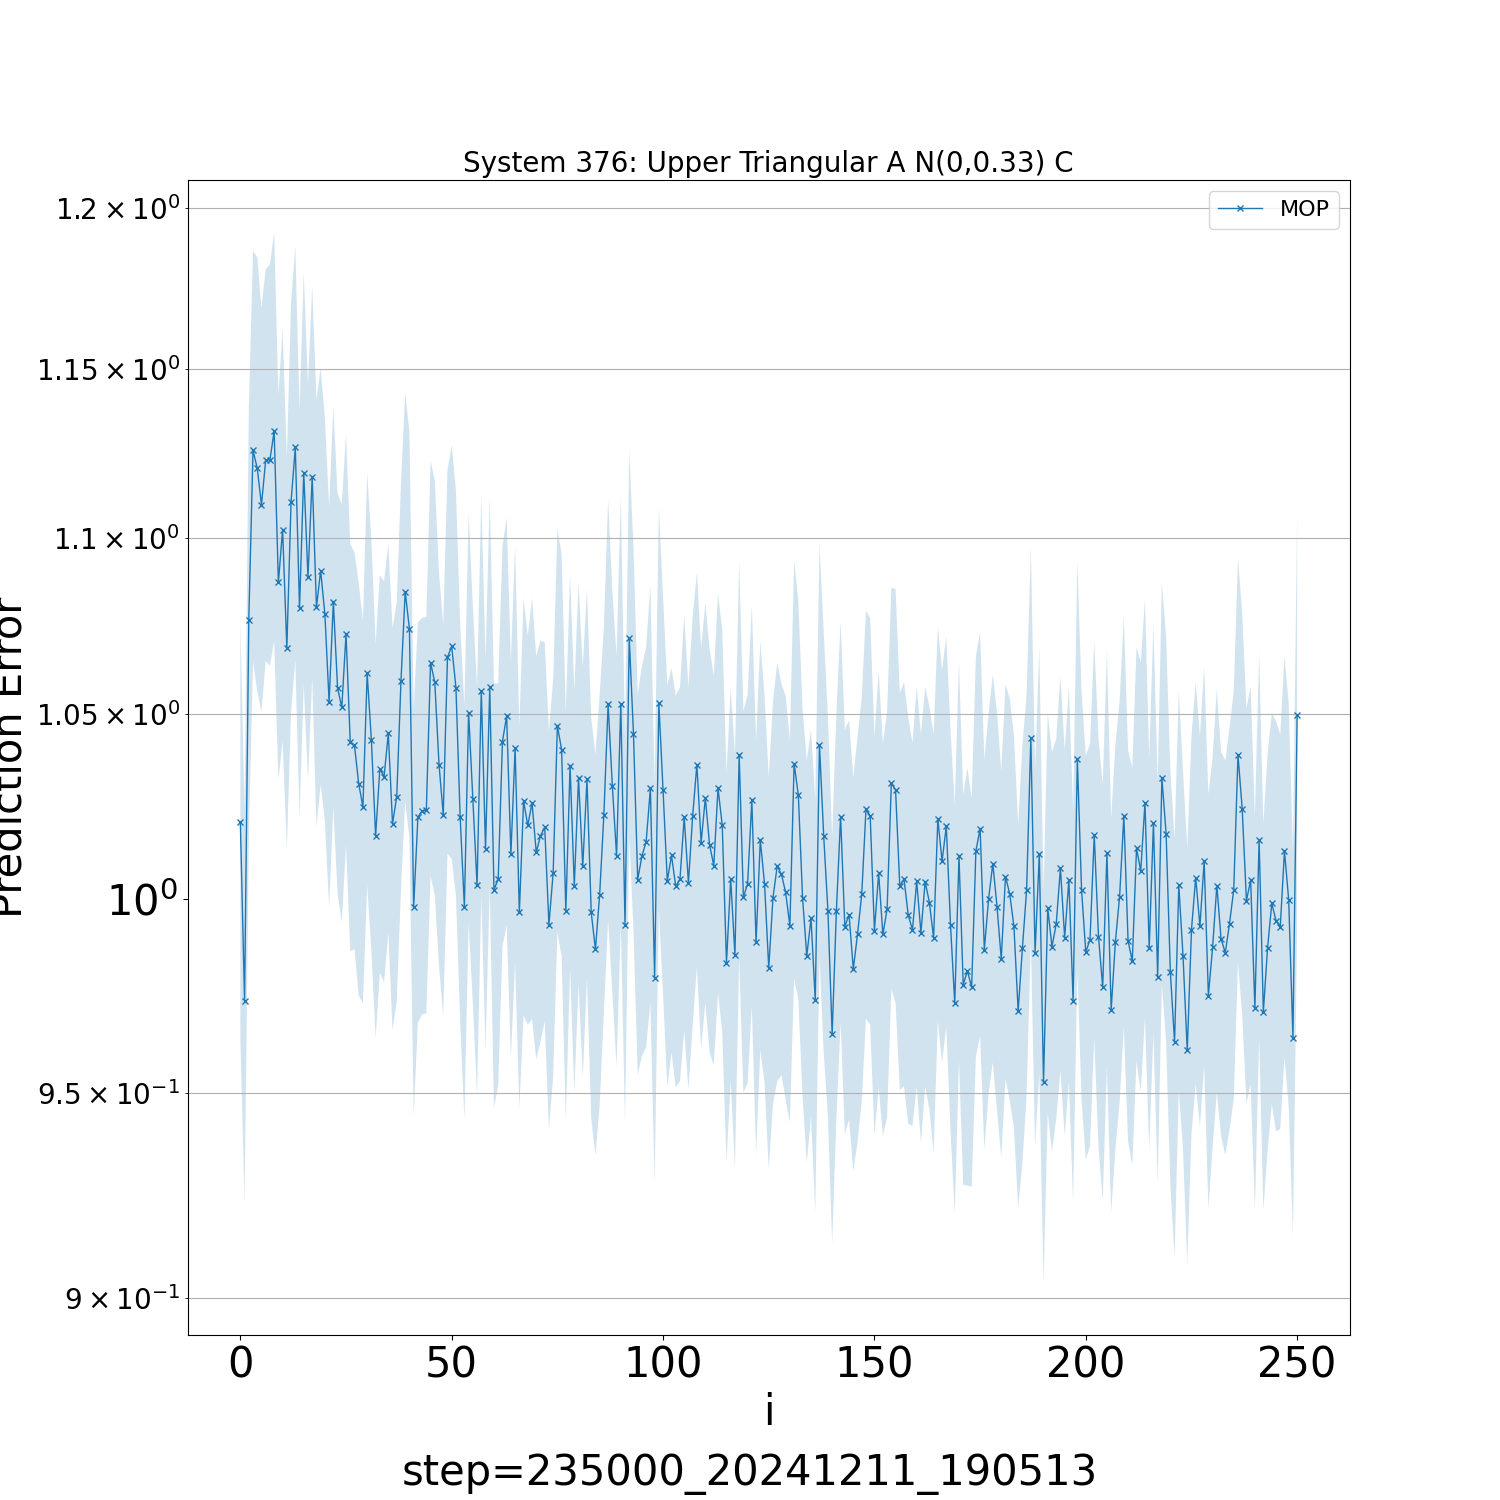 System 376: Upper Triangular A N(0,0.33) C
MOP
1.2 × 10⁰
1.15 × 10⁰
1.1 × 10⁰
1.05 × 10⁰
10⁰
9.5 × 10⁻¹
9 × 10⁻¹
Prediction Error
0 50 100 150 200 250
i
step=235000_20241211_190513